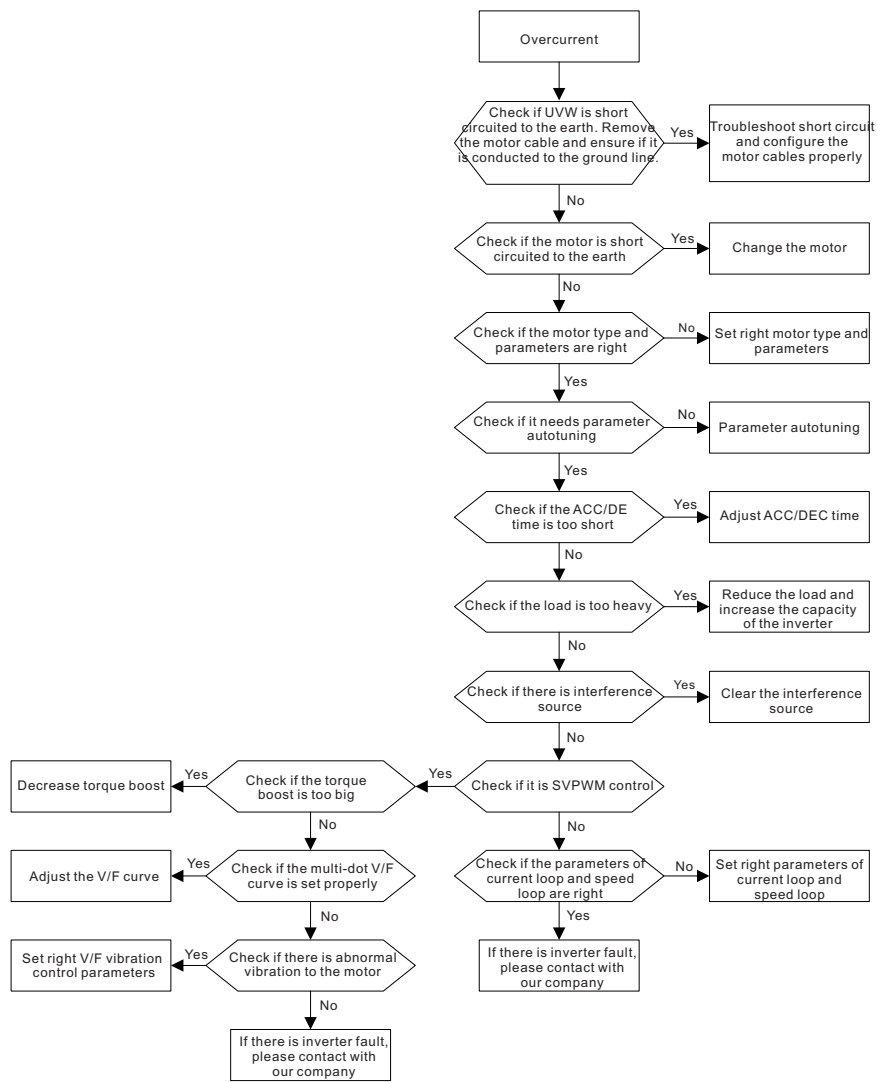 Overcurrent
Check if UVW is short
circuited to the earth. Remove
the motor cable and ensure if it
is conducted to the ground line.
Yes
Troubleshoot short circuit
and configure the
motor cables properly
No
Check if the motor is short
circuited to the earth
Yes
Change the motor
No
Check if the motor type and
parameters are right
No
Set right motor type and
parameters
Yes
Check if it needs parameter
autotuning
No
Parameter autotuning
Yes
Check if the ACC/DE
time is too short
Yes
Adjust ACC/DEC time
No
Check if the load is too heavy
Yes
Reduce the load and
increase the capacity
of the inverter
No
Check if there is interference
source
Yes
Clear the interference
source
No
Check if it is SVPWM control
Yes
Check if the torque
boost is too big
Yes
Decrease torque boost
No
Check if the multi-dot V/F
curve is set properly
Yes
Adjust the V/F curve
No
Check if there is abnormal
vibration to the motor
Yes
Set right V/F vibration
control parameters
No
If there is inverter fault,
please contact with
our company
No
Check if the parameters of
current loop and speed
loop are right
No
Set right parameters of
current loop and
speed loop
Yes
If there is inverter fault,
please contact with
our company